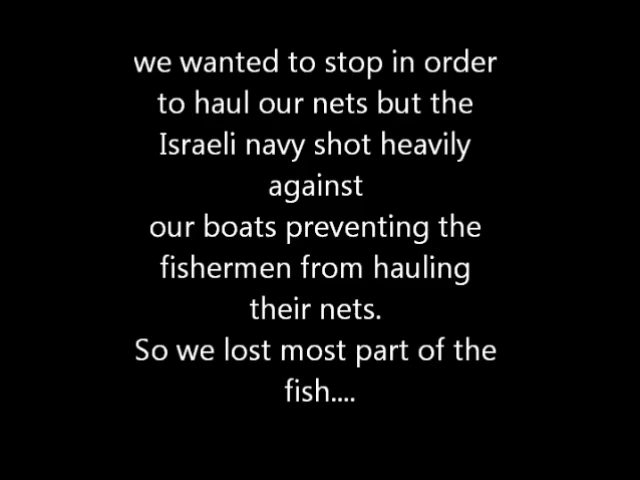 we wanted to stop in order
to haul our nets but the
Israeli navy shot heavily
against
our boats preventing the
fishermen from hauling
their nets.
So we lost most part of the
fish....